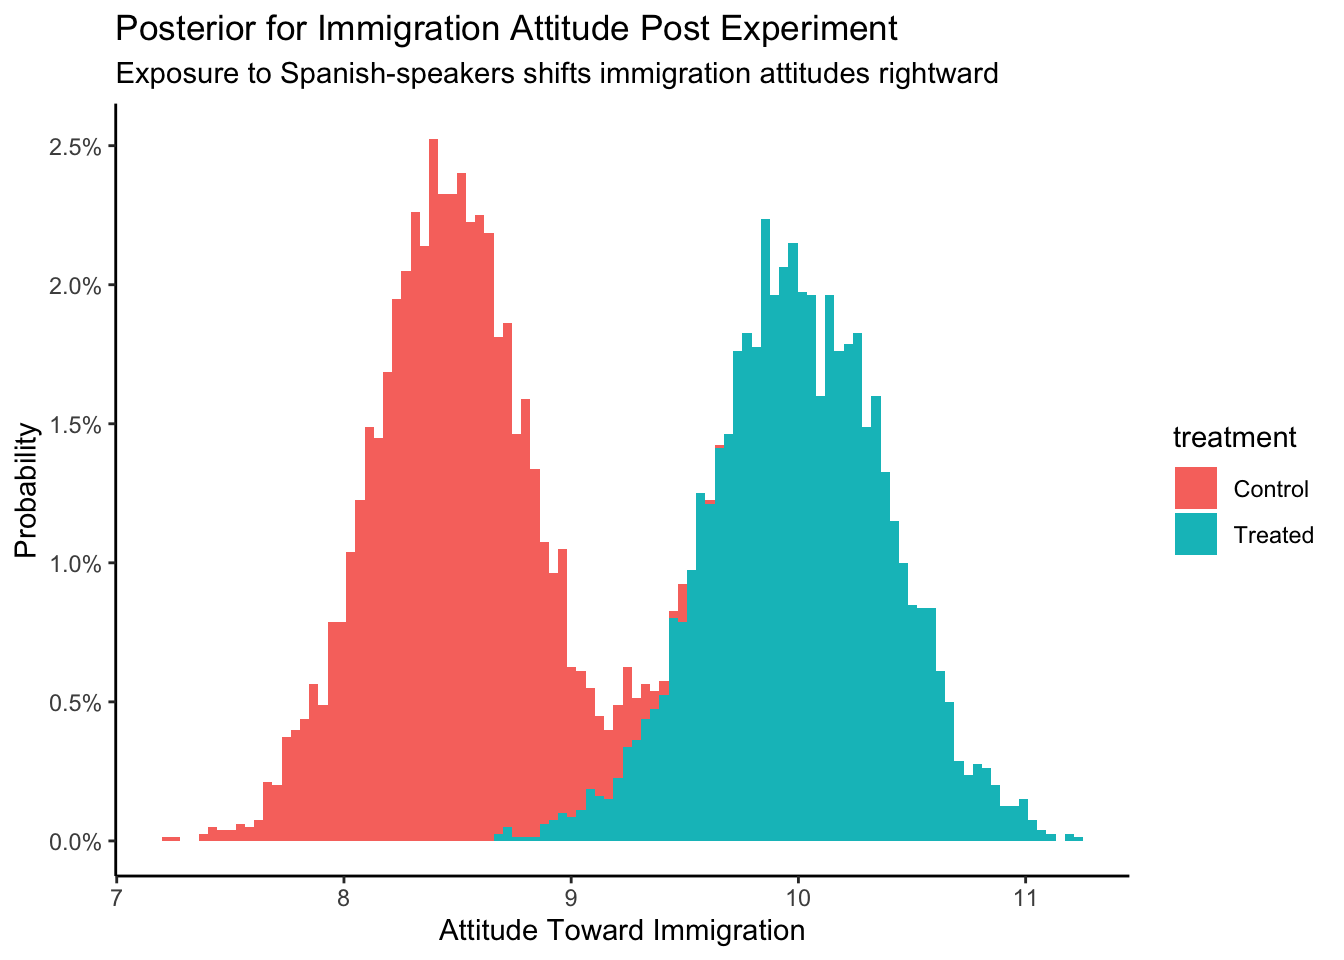 Posterior for Immigration Attitude Post Experiment
Exposure to Spanish-speakers shifts immigration attitudes rightward
2.5%
2.0%
1.5%
1.0%
0.5%
0.0%
Probability
7 8 9 10 11
Attitude Toward Immigration
treatment
Control
Treated